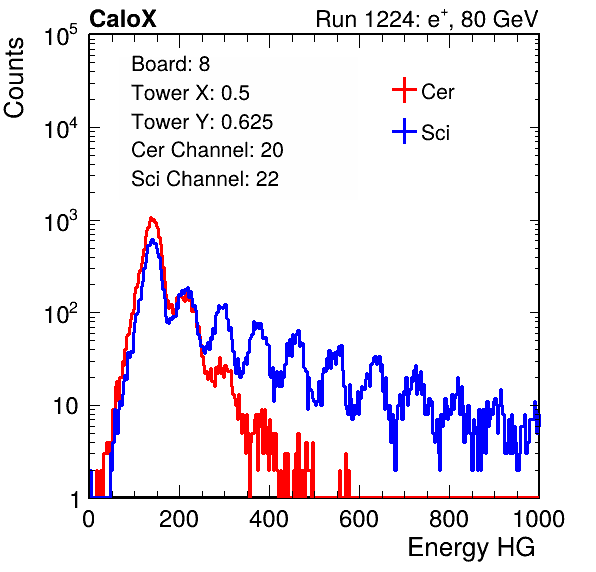 CaloX Run 1224: e⁺, 80 GeV
Counts
Board: 8
Tower X: 0.5
Tower Y: 0.625
Cer Channel: 20
Sci Channel: 22
Cer
Sci
10⁵
10⁴
10³
10²
10
1
0 200 400 600 800 1000
Energy HG